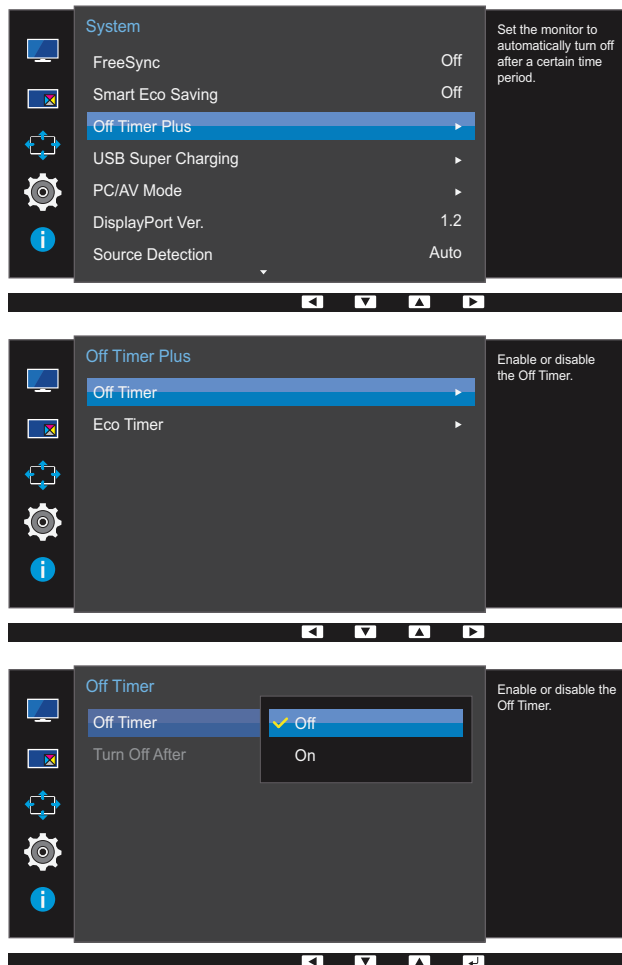 System
Set the monitor to
automatically turn off
after a certain time
period.
FreeSync Off
Smart Eco Saving Off
Off Timer Plus
USB Super Charging
PC/AV Mode
DisplayPort Ver. 1.2
Source Detection Auto
Off Timer Plus
Enable or disable
the Off Timer.
Off Timer
Eco Timer
Off Timer
Enable or disable the
Off Timer.
Off Timer Off
Turn Off After On